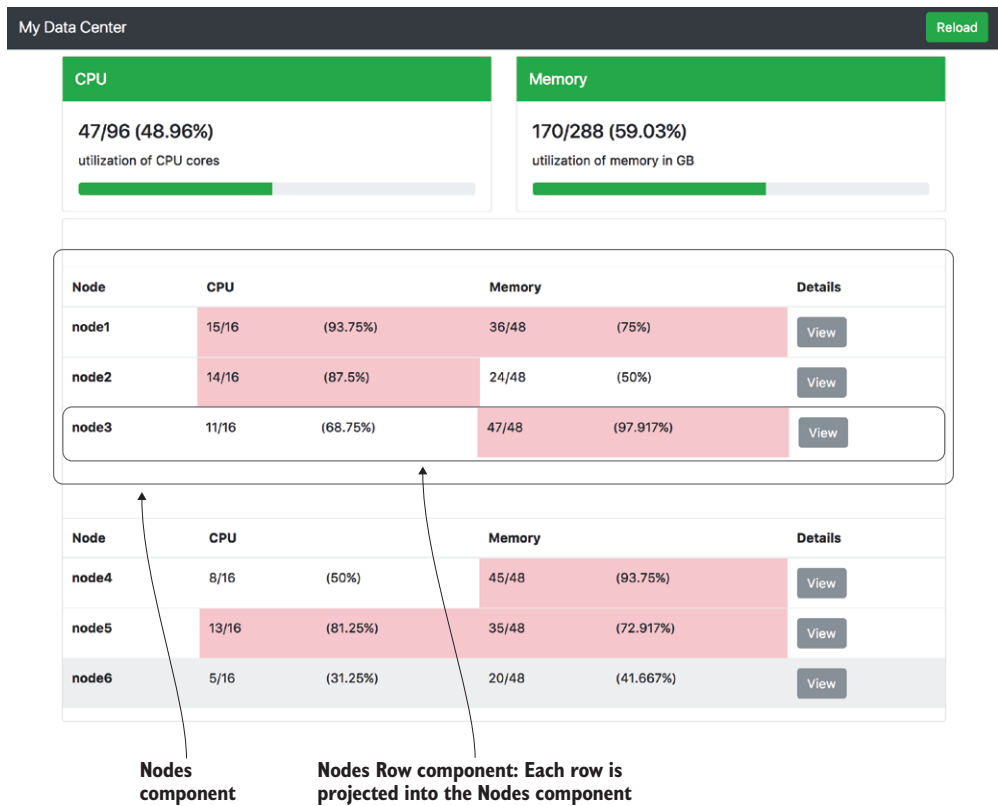 My Data Center Reload
CPU Memory
47/96 (48.96%) 170/288 (59.03%)
utilization of CPU cores utilization of memory in GB
Node CPU Memory Details
node1 15/16 (93.75%) 36/48 (75%) View
node2 14/16 (87.5%) 24/48 (50%) View
node3 11/16 (68.75%) 47/48 (97.917%) View
Node CPU Memory Details
node4 8/16 (50%) 45/48 (93.75%) View
node5 13/16 (81.25%) 35/48 (72.917%) View
node6 5/16 (31.25%) 20/48 (41.667%) View
Nodes Nodes Row component: Each row is
component projected into the Nodes component